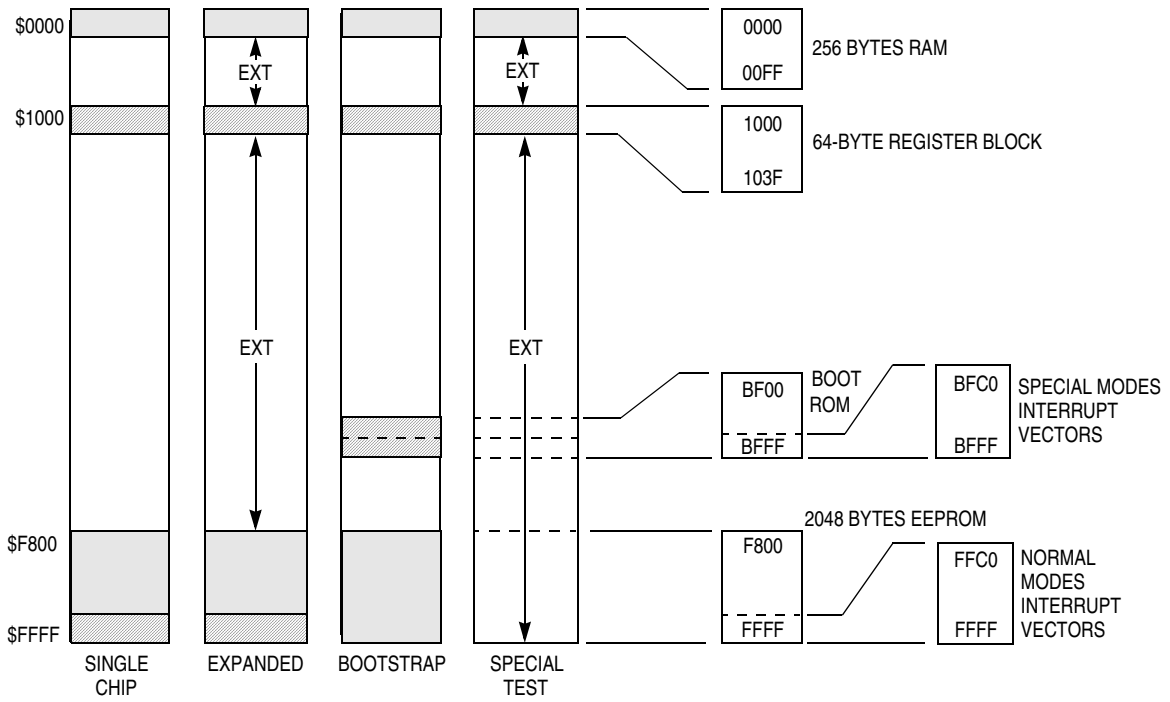 $0000
0000
256 BYTES RAM
EXT
EXT
00FF
$1000
1000
64-BYTE REGISTER BLOCK
103F
EXT
EXT
BF00
BOOT
ROM
BFFF
BFC0
SPECIAL MODES
INTERRUPT
VECTORS
BFFF
2048 BYTES EEPROM
$F800
F800
FFFF
FFC0
NORMAL
MODES
INTERRUPT
VECTORS
FFFF
$FFFF
SINGLE
CHIP
EXPANDED
BOOTSTRAP
SPECIAL
TEST